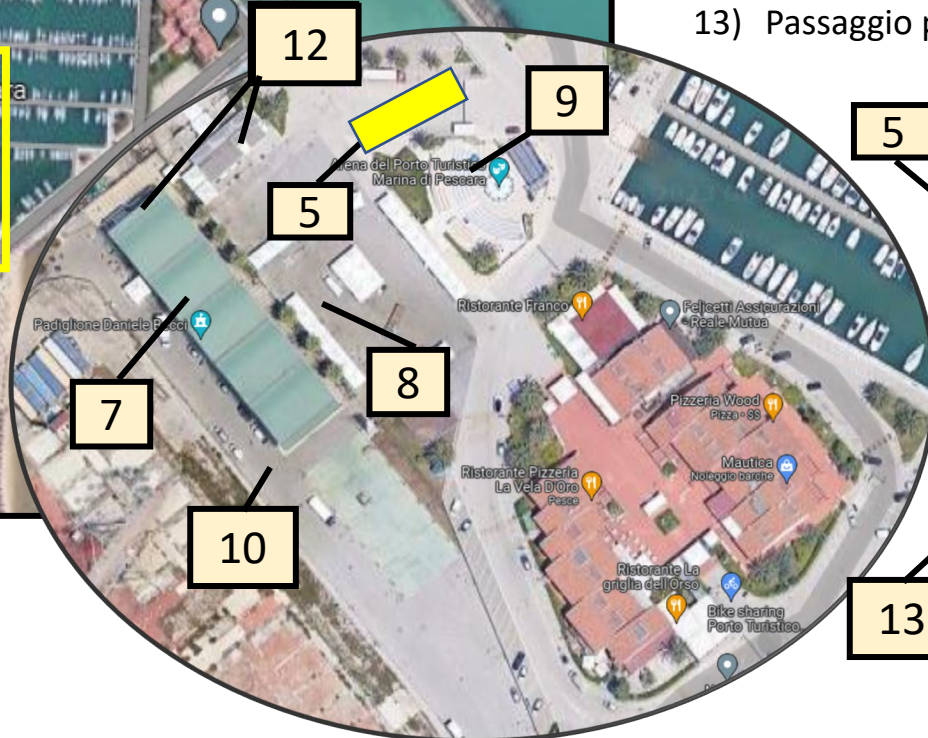 13) Passaggio p
12
9
5
ra
5
Arena del Porto Turistico
Marina di Pescara
Ristorante Franco
Felicetti Assicurazioni
- Reale Mutua
Padiglione Daniele Becci
8
7
Pizzeria Wood
Pizza · SS
Mautica
Noleggio barche
Ristorante Pizzeria
La Vela D'Oro
Pesce
10
Ristorante La
griglia dell'Orso
Bike sharing
Porto Turistico...
13